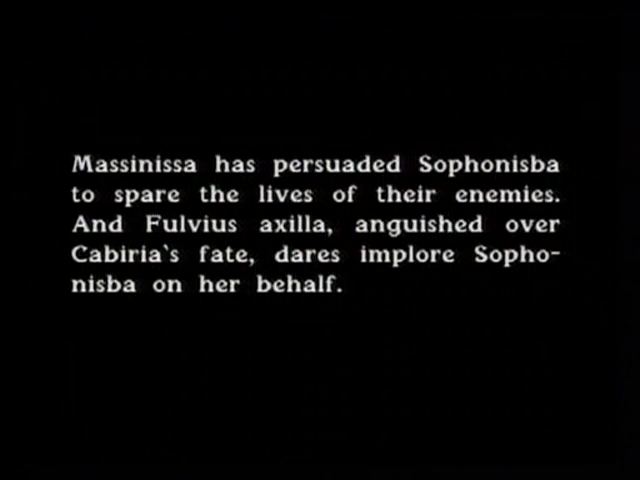 Massinissa has persuaded Sophonisba
to spare the lives of their enemies.
And Fulvius axilla, anguished over
Cabiria's fate, dares implore Sopho-
nisba on her behalf.